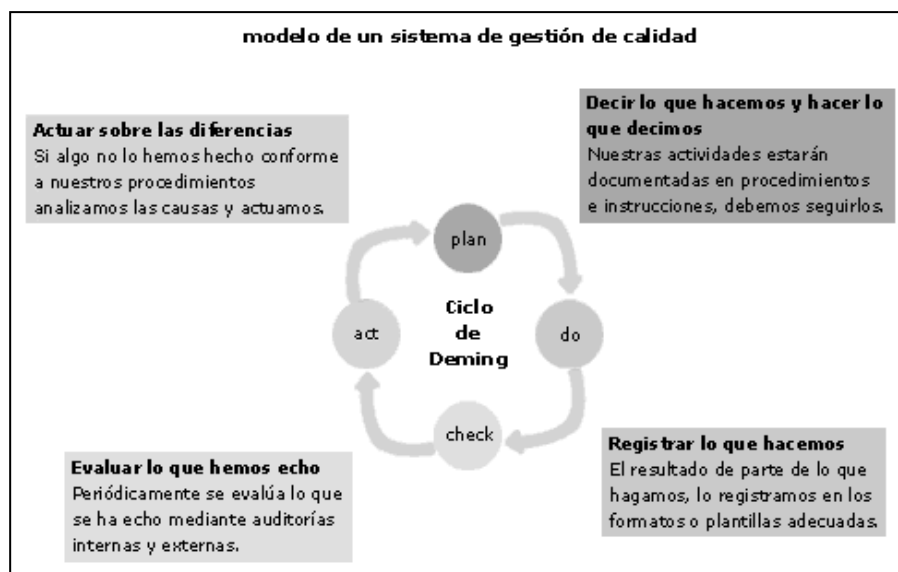 modelo de un sistema de gestión de calidad
Decir lo que hacemos y hacer lo
que decimos
Nuestras actividades estarán
documentadas en procedimientos
e instrucciones, debemos seguirlos.
Actuar sobre las diferencias
Si algo no lo hemos hecho conforme
a nuestros procedimientos
analizamos las causas y actuamos.
plan
act
Ciclo
de
Deming
do
check
Evaluar lo que hemos echo
Periódicamente se evalúa lo que
se ha echo mediante auditorías
internas y externas.
Registrar lo que hacemos
El resultado de parte de lo que
hagamos, lo registramos en los
formatos o plantillas adecuadas.